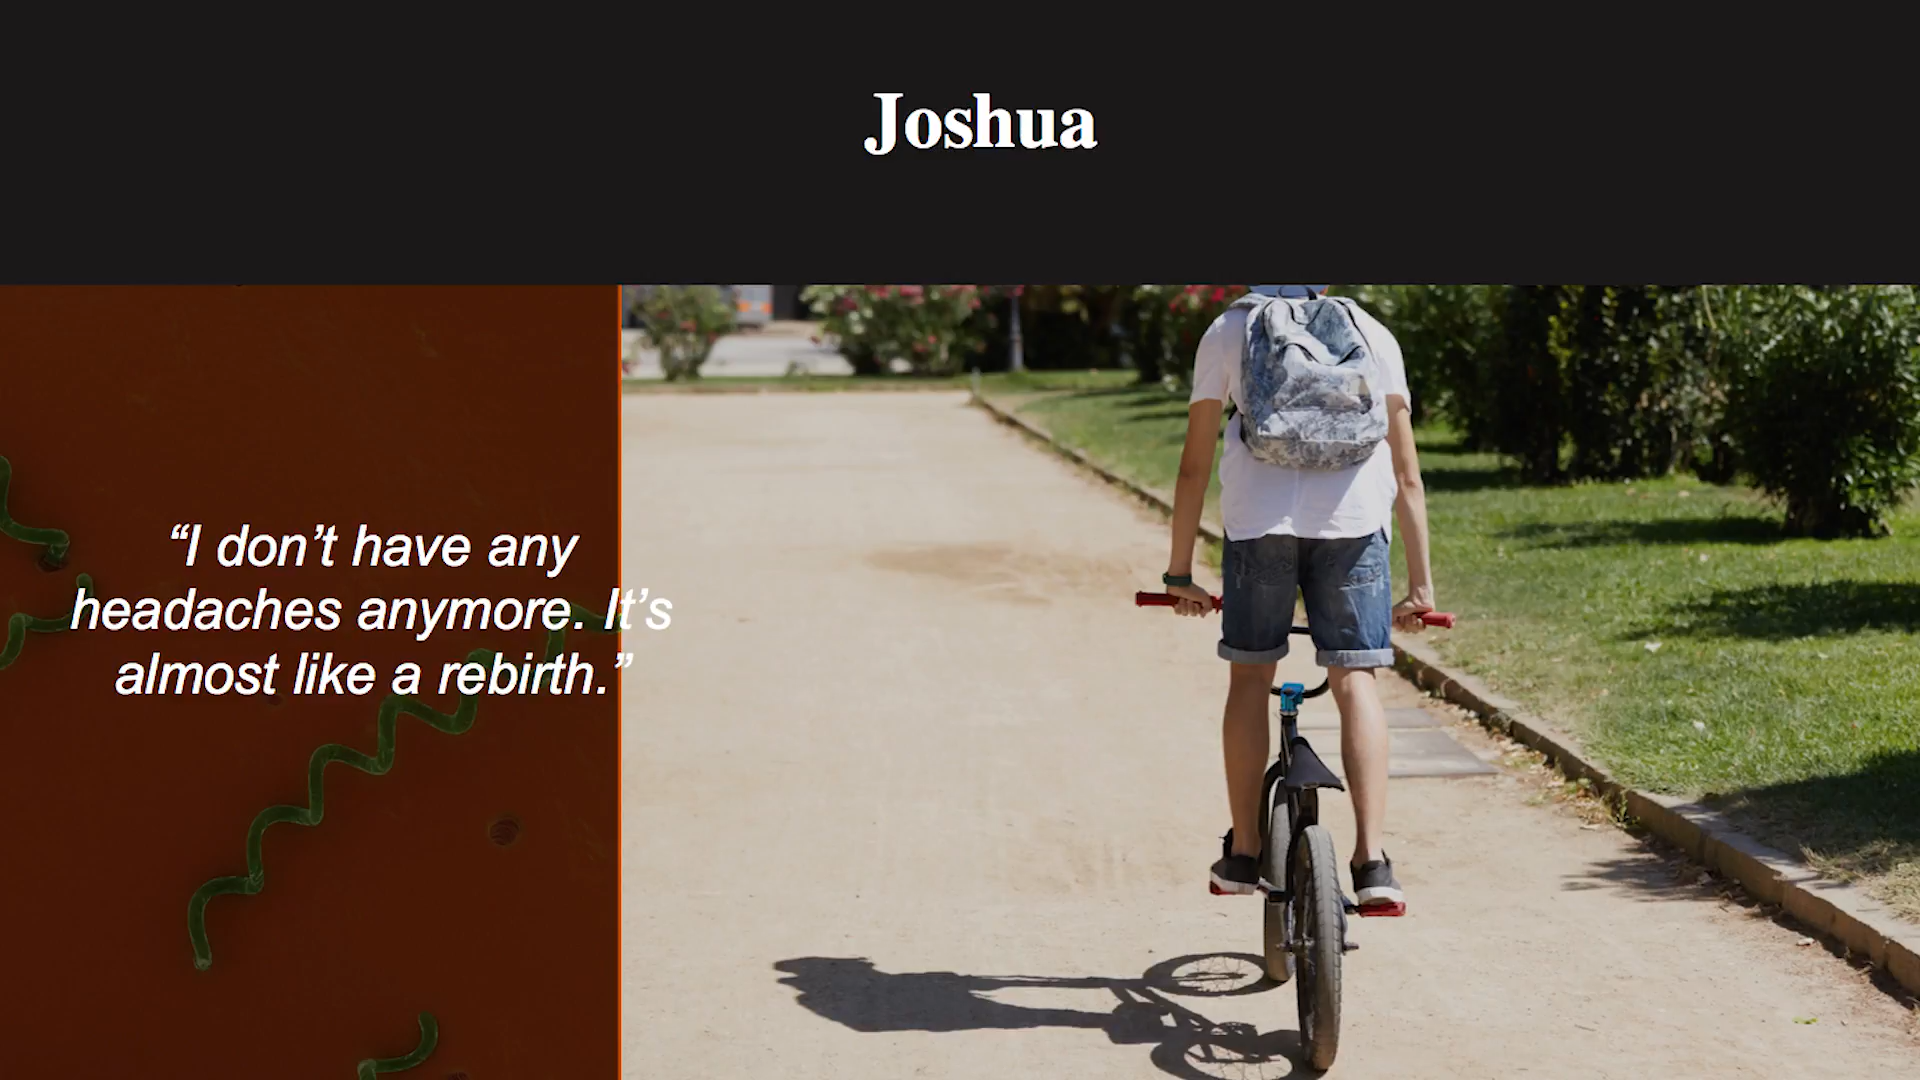 Joshua
“I don’t have any
headaches anymore. It’s
almost like a rebirth.”